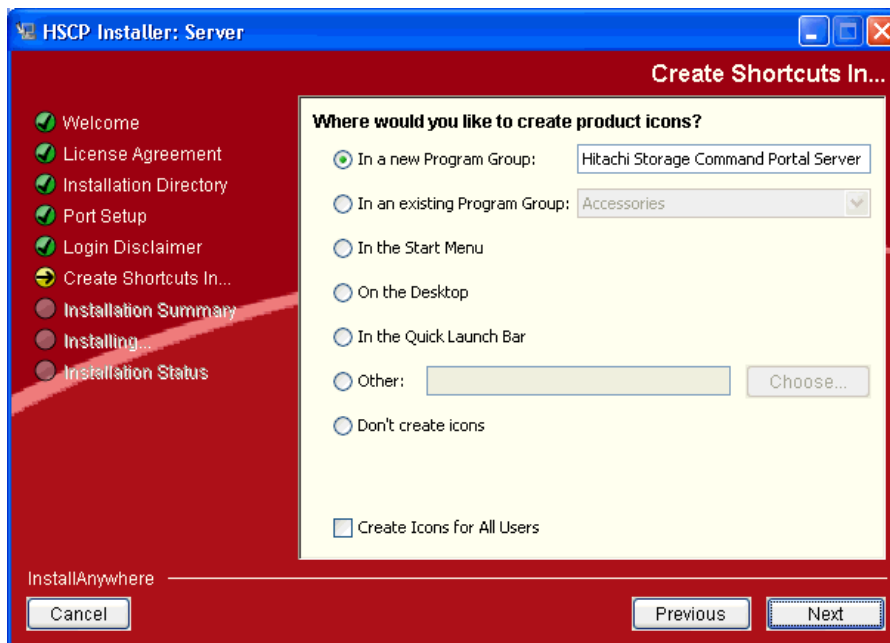 HSCP Installer: Server
Create Shortcuts In...
Welcome
License Agreement
Installation Directory
Port Setup
Login Disclaimer
Create Shortcuts In...
Installation Summary
Installing...
Installation Status
Where would you like to create product icons?
In a new Program Group: Hitachi Storage Command Portal Server
In an existing Program Group: Accessories
In the Start Menu
On the Desktop
In the Quick Launch Bar
Other: Choose...
Don't create icons
Create Icons for All Users
InstallAnywhere
Cancel Previous Next